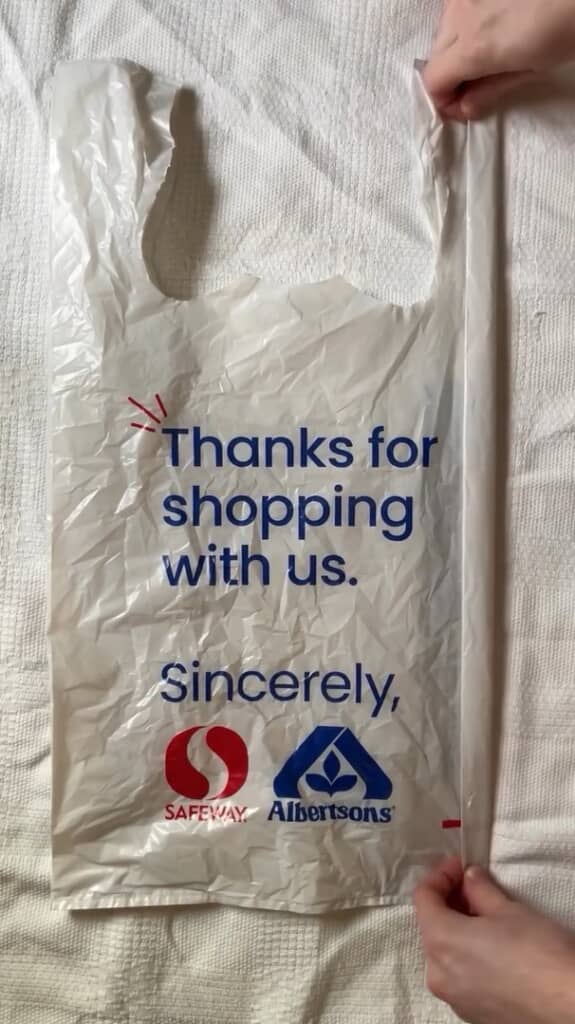 Thanks for
shopping
with us.
Sincerely,
SAFEWAY.
Albertsons®